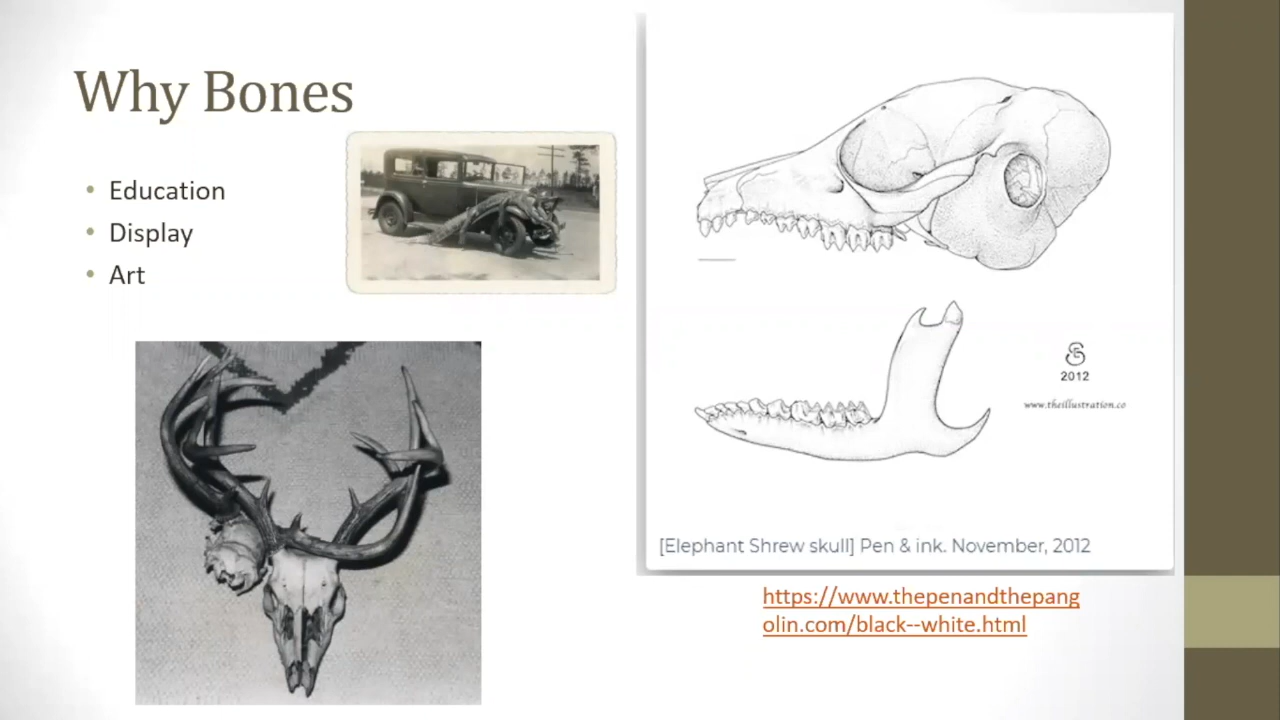 Why Bones
• Education
• Display
• Art
2012
www.theillustration.co
[Elephant Shrew skull] Pen & ink. November, 2012
https://www.thepenandthepang
olin.com/black--white.html